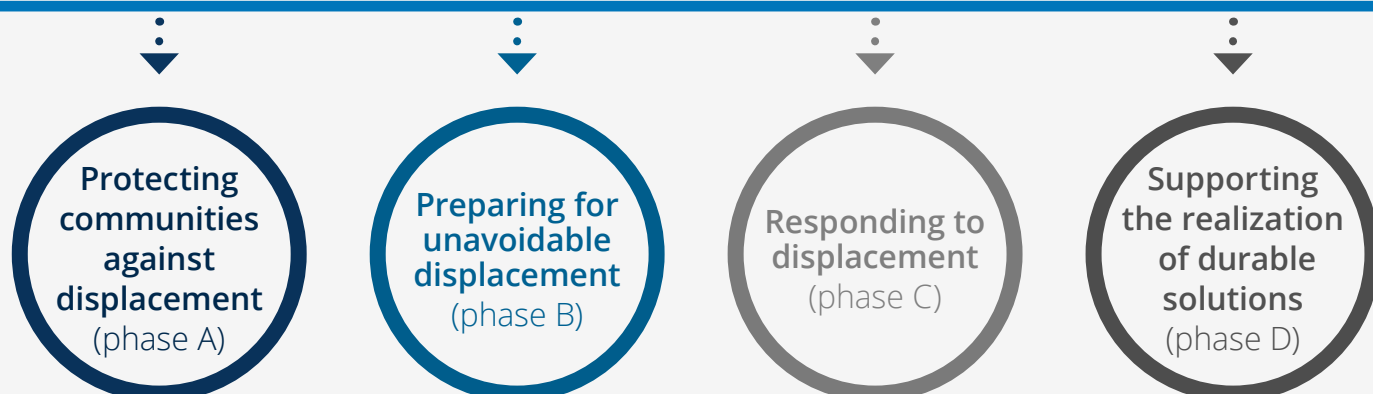 Protecting
communities
against
displacement
(phase A)
Preparing for
unavoidable
displacement
(phase B)
Responding to
displacement
(phase C)
Supporting
the realization
of durable
solutions
(phase D)